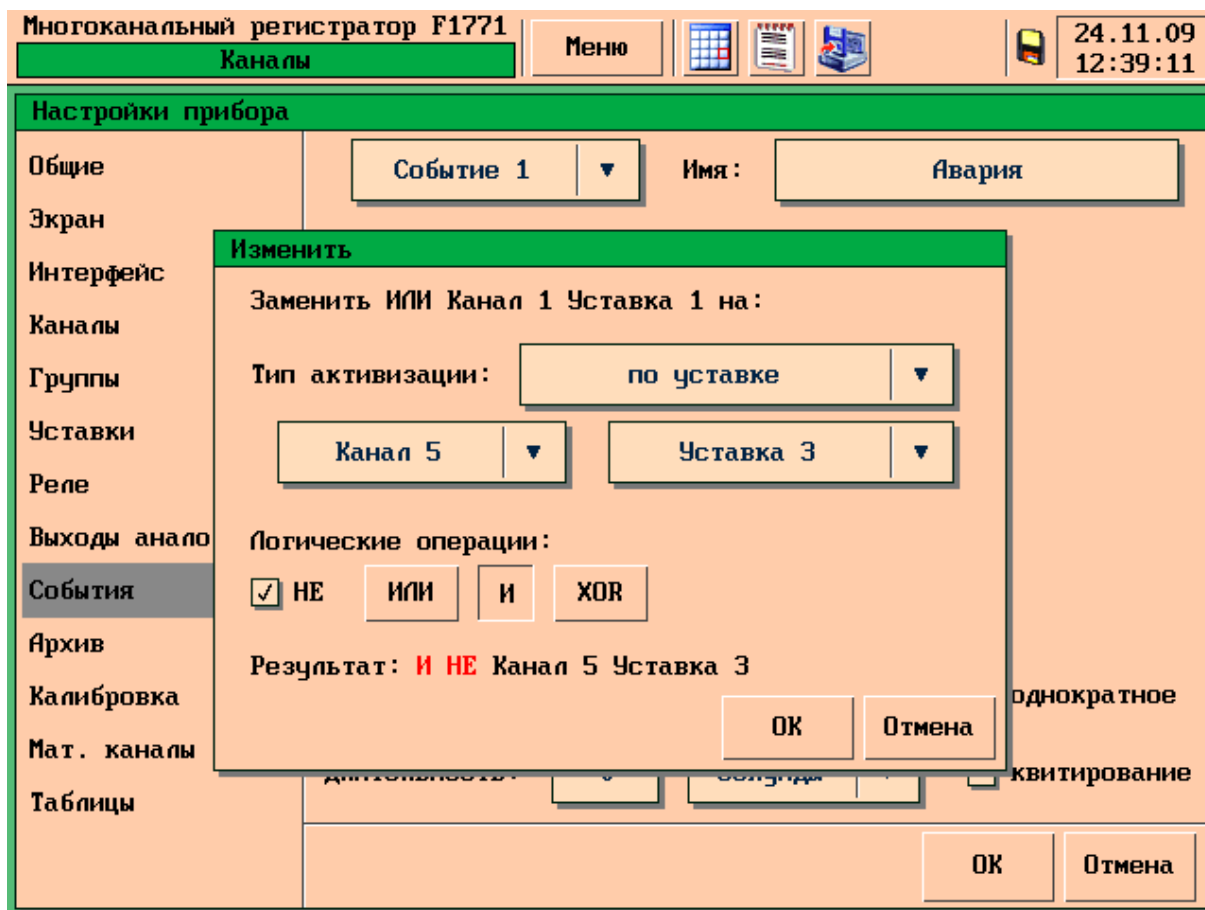 Многоканальный регистратор F1771
Каналы
Меню
24.11.09
12:39:11
Настройки прибора
Общие
Экран
Интерфейс
Каналы
Группы
Уставки
Реле
Выходы анало
События
Архив
Калибровка
Мат. каналы
Таблицы
Событие 1
Имя:
Авария
Изменить
Заменить ИЛИ Канал 1 Уставка 1 на:
Тип активизации:
по уставке
Канал 5
Уставка 3
Логические операции:
НЕ
ИЛИ
И
XOR
Результат: И НЕ Канал 5 Уставка 3
ОК
Отмена
однократное
квитирование
ОК
Отмена